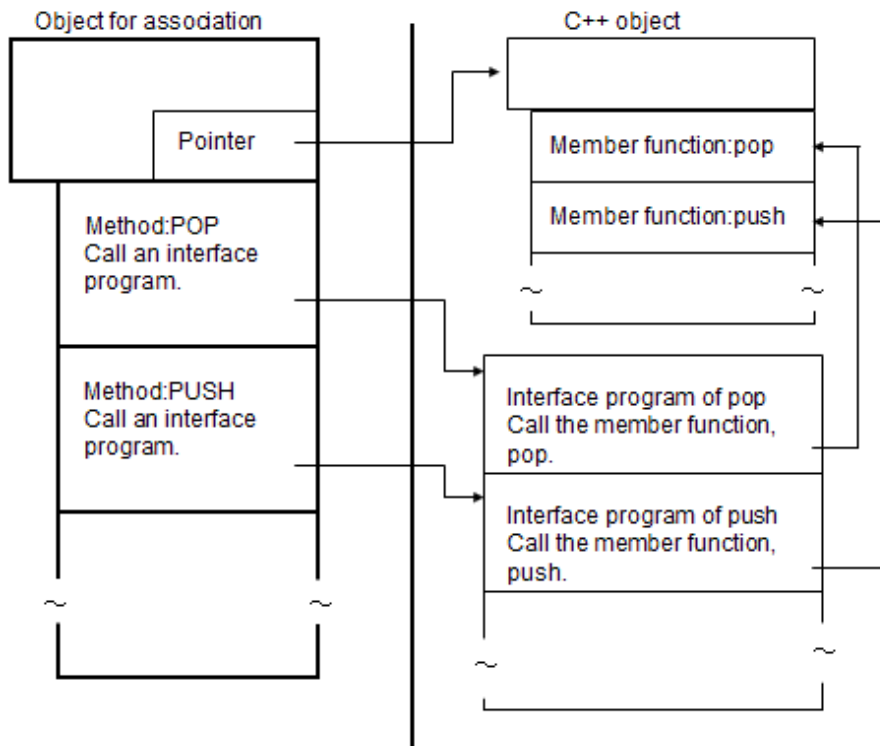 Object for association
C++ object
Pointer
Method:POP
Call an interface
program.
Method:PUSH
Call an interface
program.
Member function:pop
Member function:push
Interface program of pop
Call the member function,
pop.
Interface program of push
Call the member function,
push.